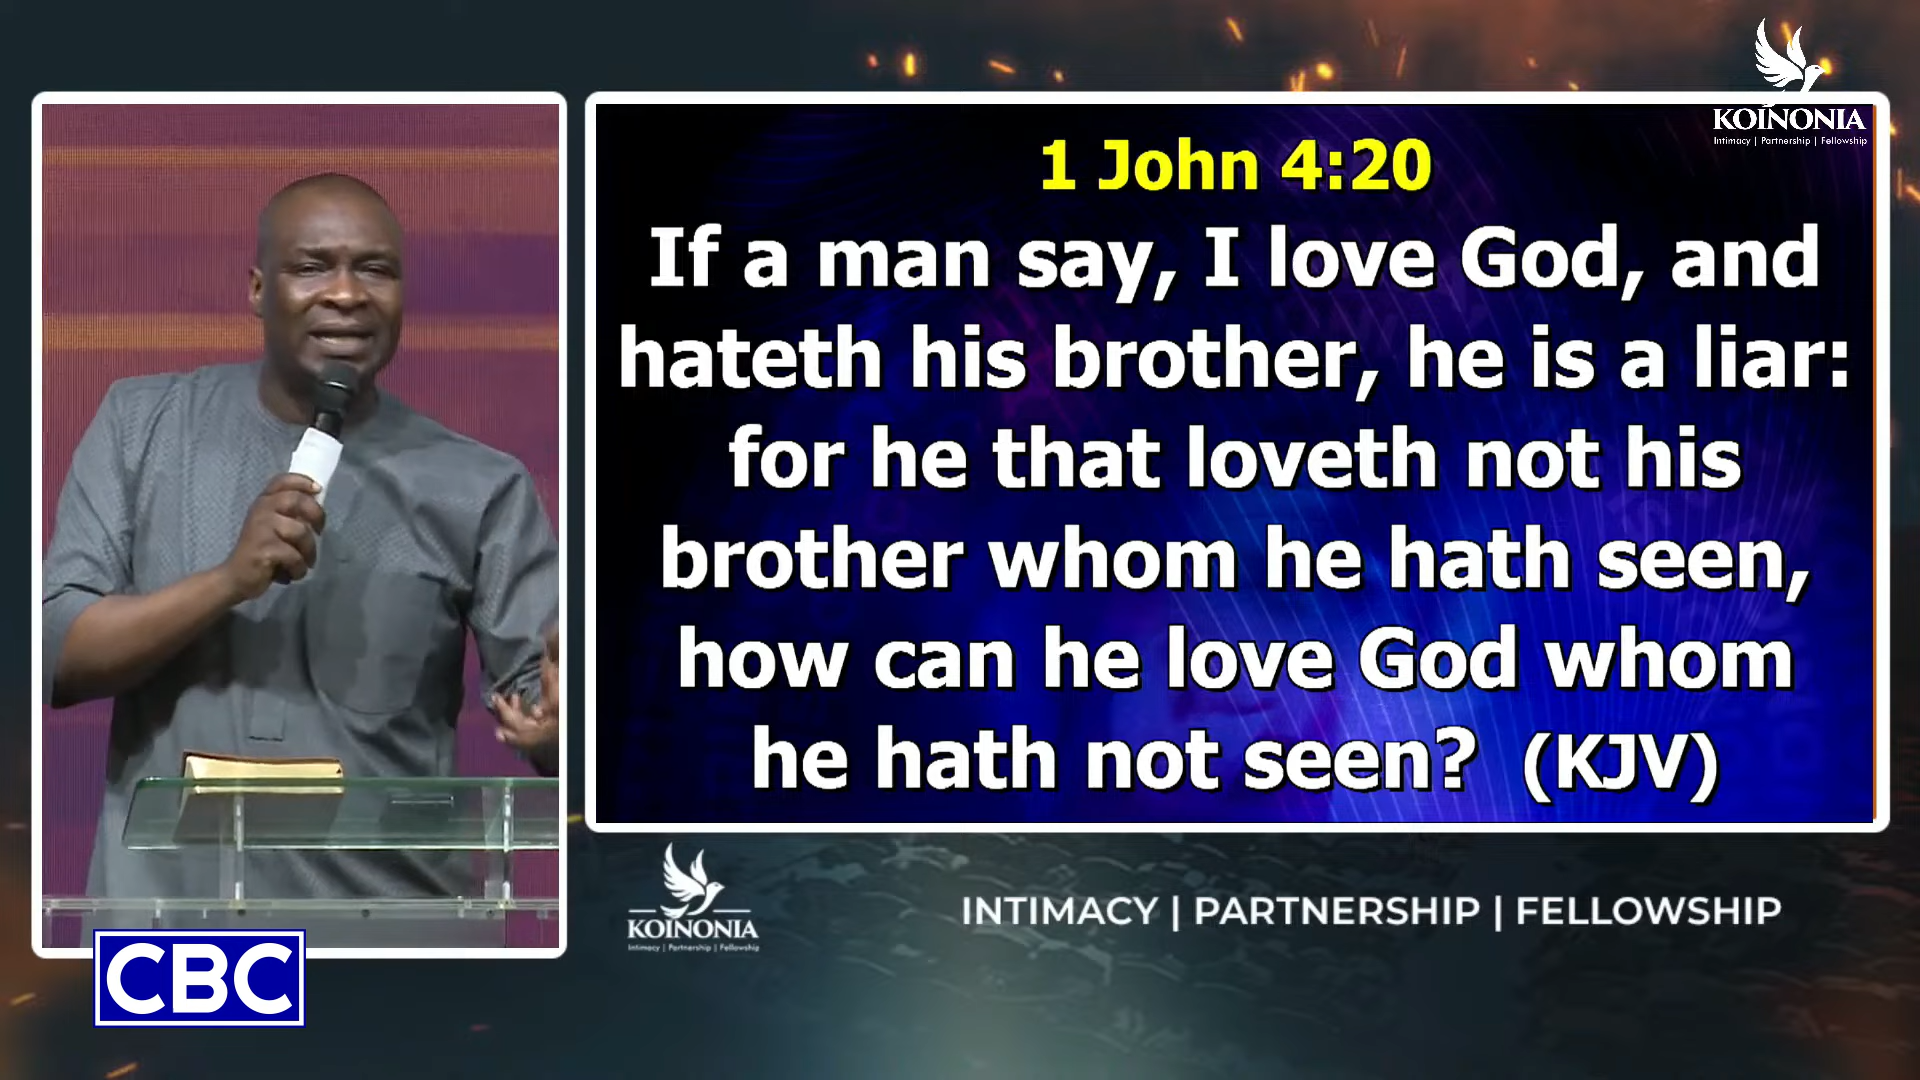 KOINONIA
Intimacy | Partnership | Fellowship
1 John 4:20
If a man say, I love God, and
hateth his brother, he is a liar:
for he that loveth not his
brother whom he hath seen,
how can he love God whom
he hath not seen? (KJV)
KOINONIA
Intimacy | Partnership | Fellowship
INTIMACY | PARTNERSHIP | FELLOWSHIP
CBC